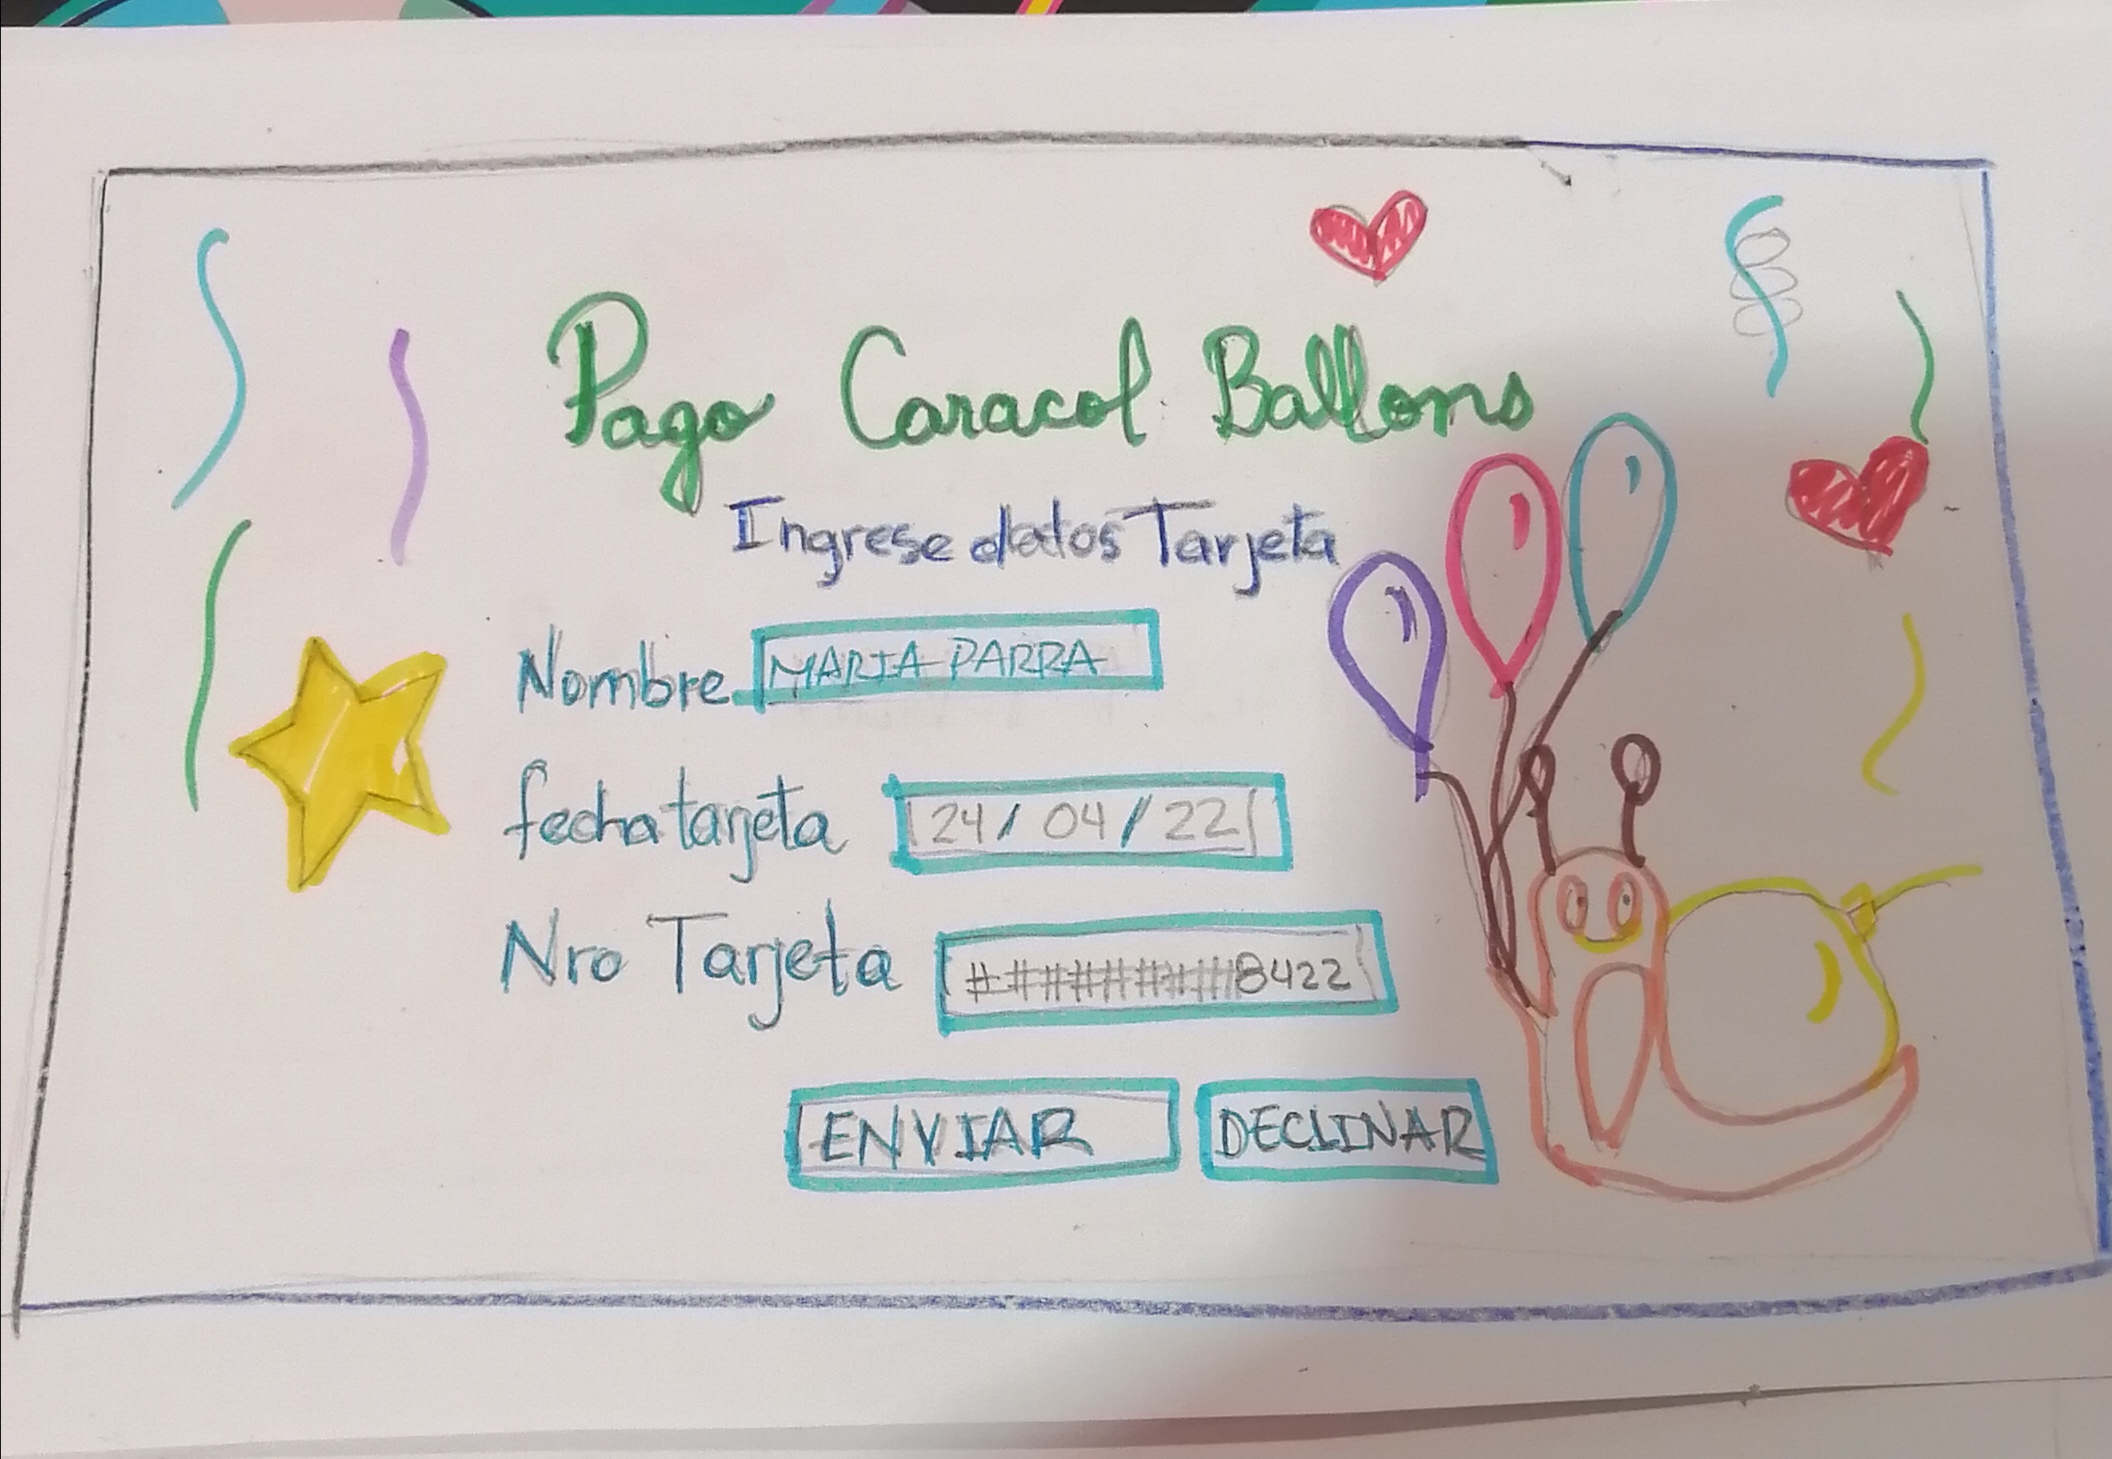 Pago Caracol Ballons
Ingrese datos Tarjeta
Nombre MARIA PARRA
fecha tarjeta 24/04/22
Nro Tarjeta #########8422
ENVIAR DECLINAR